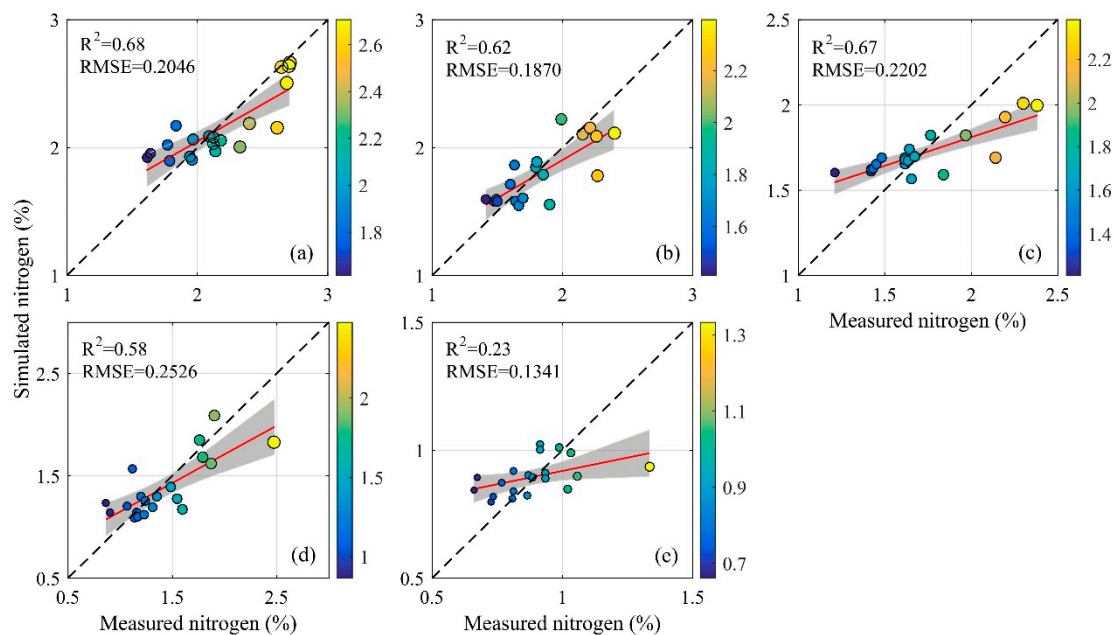 3
2
1
R²=0.68
RMSE=0.2046
(a)
1
2
3
2.6
2.4
2.2
2
1.8
3
2
1
R²=0.62
RMSE=0.1870
(b)
1
2
3
2.2
2
1.8
1.6
2.5
2
1.5
1
R²=0.67
RMSE=0.2202
(c)
1
1.5
2
2.5
Measured nitrogen (%)
2.2
2
1.8
1.6
1.4
Simulated nitrogen (%)
2.5
1.5
0.5
R²=0.58
RMSE=0.2526
(d)
0.5
1.5
2.5
Measured nitrogen (%)
2
1.5
1
1.5
1
0.5
R²=0.23
RMSE=0.1341
(e)
0.5
1
1.5
Measured nitrogen (%)
1.3
1.1
0.9
0.7